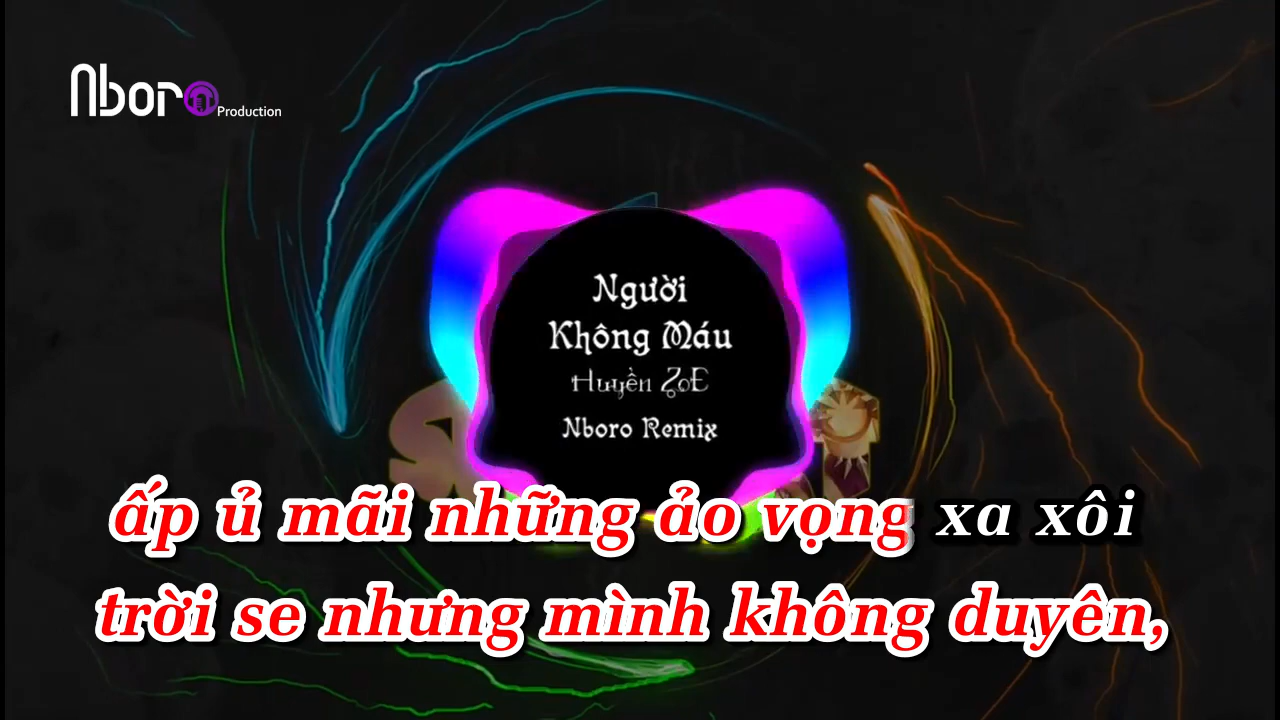 Nboro
Production
Người
Không Máu
Huyền ZoE
Nboro Remix
ấp ủ mãi những ảo vọng xa xôi
trời se nhưng mình không duyên,